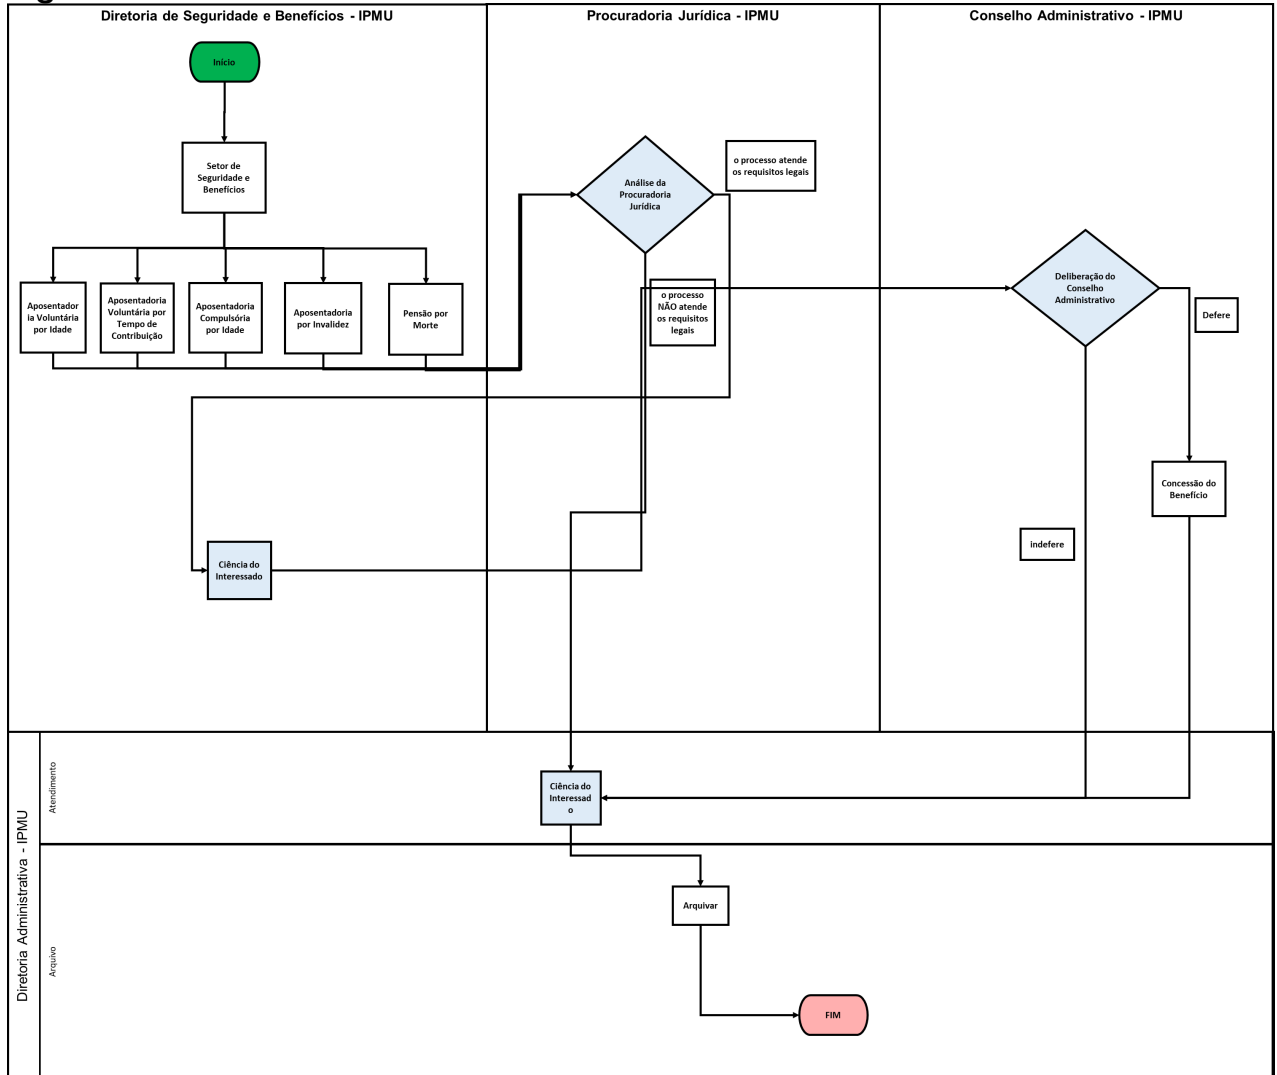 Diretoria de Seguridade e Benefícios - IPMU
Procuradoria Jurídica - IPMU
Conselho Administrativo - IPMU
Início
Setor de
Seguridade e
Benefícios
Aposentador
ia Voluntária
por Idade
Aposentadoria
Voluntária por
Tempo de
Contribuição
Aposentadoria
Compulsória
por Idade
Aposentadoria
por Invalidez
Pensão por
Morte
Análise da
Procuradoria
Jurídica
o processo atende
os requisitos legais
o processo
NÃO atende
os requisitos
legais
Deliberação do
Conselho
Administrativo
Defere
Concessão do
Benefício
indefere
Ciência do
Interessado
Diretoria Administrativa - IPMU
Atendimento
Ciência do
Interessad
o
Arquivo
Arquivar
FIM